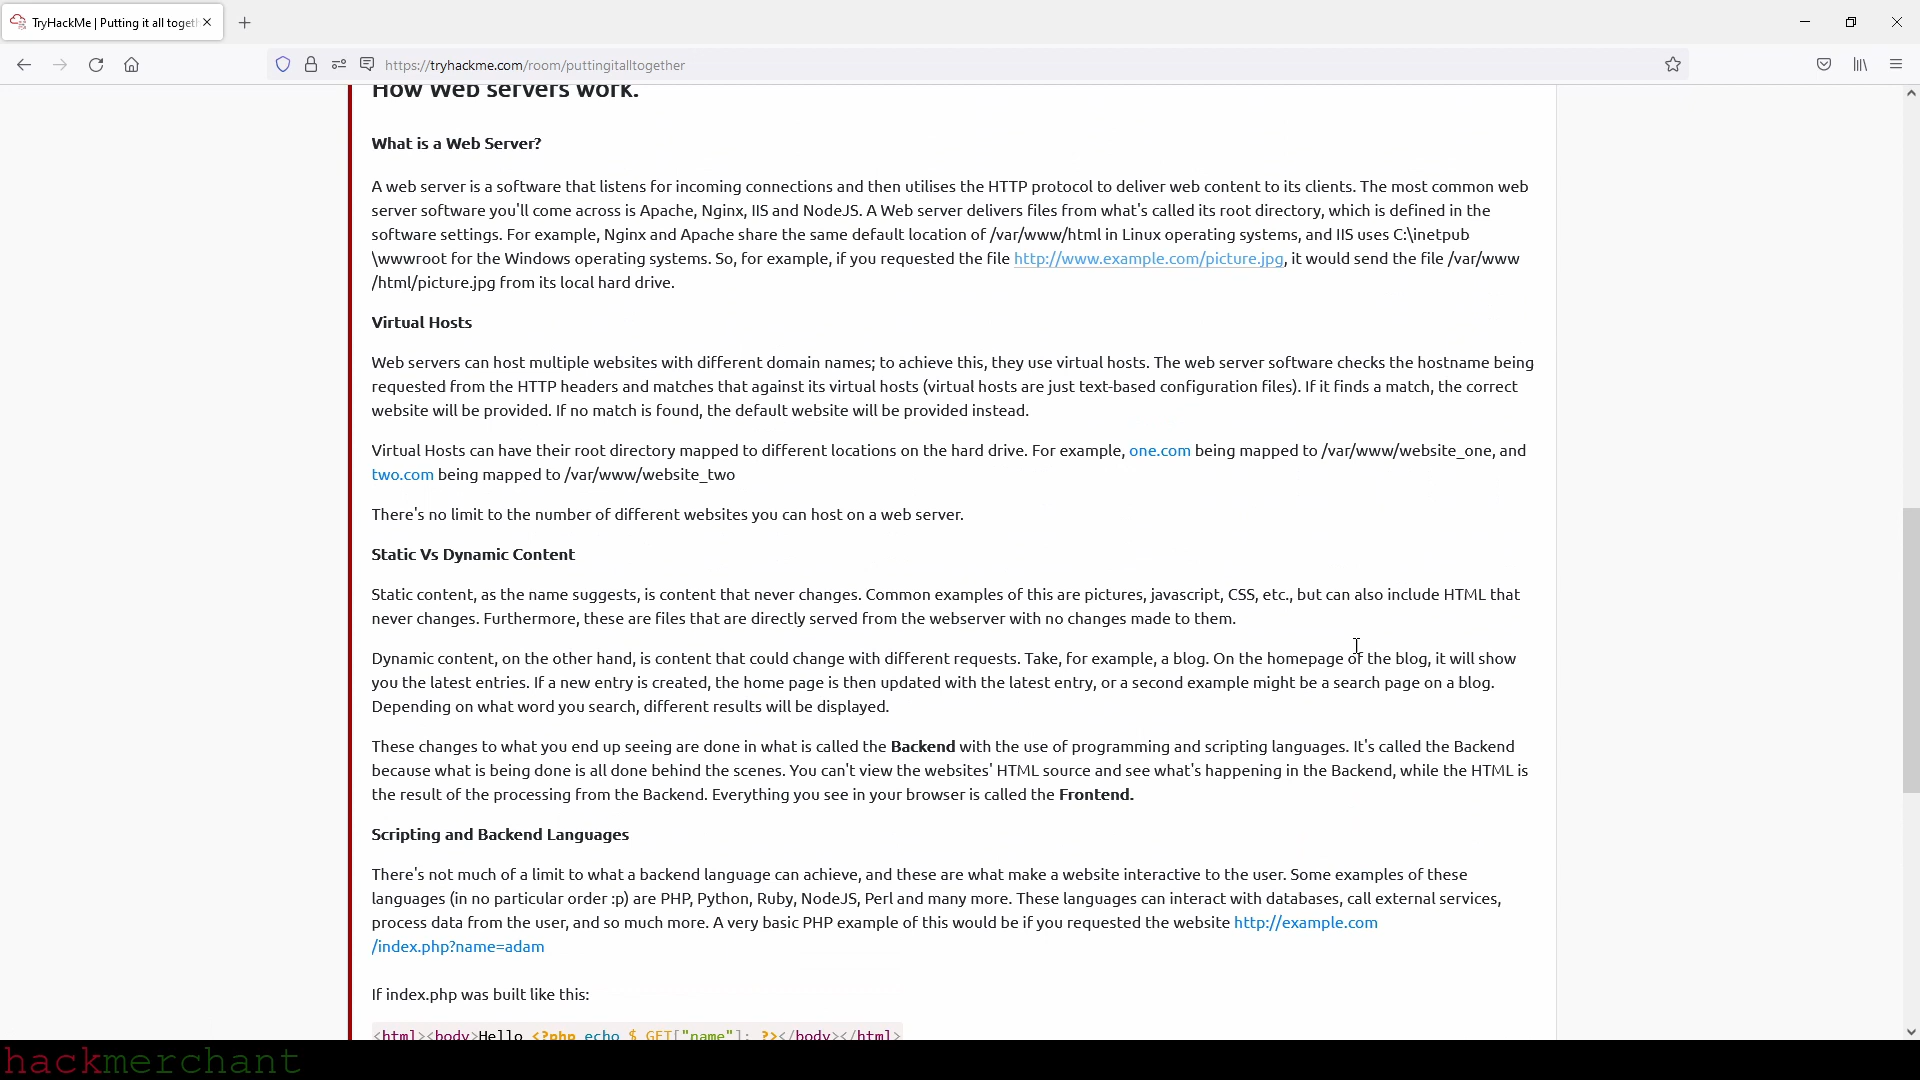 TryHackMe | Putting it all togeth
https://tryhackme.com/room/puttingitalltogether
How Web servers work.
What is a Web Server?
A web server is a software that listens for incoming connections and then utilises the HTTP protocol to deliver web content to its clients. The most common web
server software you'll come across is Apache, Nginx, IIS and NodeJS. A Web server delivers files from what's called its root directory, which is defined in the
software settings. For example, Nginx and Apache share the same default location of /var/www/html in Linux operating systems, and IIS uses C:\inetpub
\wwwroot for the Windows operating systems. So, for example, if you requested the file http://www.example.com/picture.jpg, it would send the file /var/www
/html/picture.jpg from its local hard drive.
Virtual Hosts
Web servers can host multiple websites with different domain names; to achieve this, they use virtual hosts. The web server software checks the hostname being
requested from the HTTP headers and matches that against its virtual hosts (virtual hosts are just text-based configuration files). If it finds a match, the correct
website will be provided. If no match is found, the default website will be provided instead.
Virtual Hosts can have their root directory mapped to different locations on the hard drive. For example, one.com being mapped to /var/www/website_one, and
two.com being mapped to /var/www/website_two
There's no limit to the number of different websites you can host on a web server.
Static Vs Dynamic Content
Static content, as the name suggests, is content that never changes. Common examples of this are pictures, javascript, CSS, etc., but can also include HTML that
never changes. Furthermore, these are files that are directly served from the webserver with no changes made to them.
Dynamic content, on the other hand, is content that could change with different requests. Take, for example, a blog. On the homepage of the blog, it will show
you the latest entries. If a new entry is created, the home page is then updated with the latest entry, or a second example might be a search page on a blog.
Depending on what word you search, different results will be displayed.
These changes to what you end up seeing are done in what is called the Backend with the use of programming and scripting languages. It's called the Backend
because what is being done is all done behind the scenes. You can't view the websites' HTML source and see what's happening in the Backend, while the HTML is
the result of the processing from the Backend. Everything you see in your browser is called the Frontend.
Scripting and Backend Languages
There's not much of a limit to what a backend language can achieve, and these are what make a website interactive to the user. Some examples of these
languages (in no particular order :p) are PHP, Python, Ruby, NodeJS, Perl and many more. These languages can interact with databases, call external services,
process data from the user, and so much more. A very basic PHP example of this would be if you requested the website http://example.com
/index.php?name=adam
If index.php was built like this:
<html><body>Hello <?php echo $_GET["name"]; ?></body></html>
hackmerchant